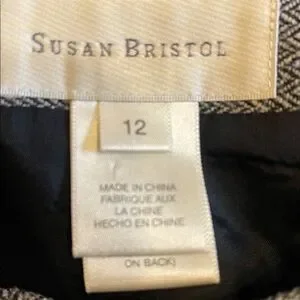 SUSAN BRISTOL
12
MADE IN CHINA
FABRIQUE AUX
LA CHINE
HECHO EN CHINE
ON BACK)